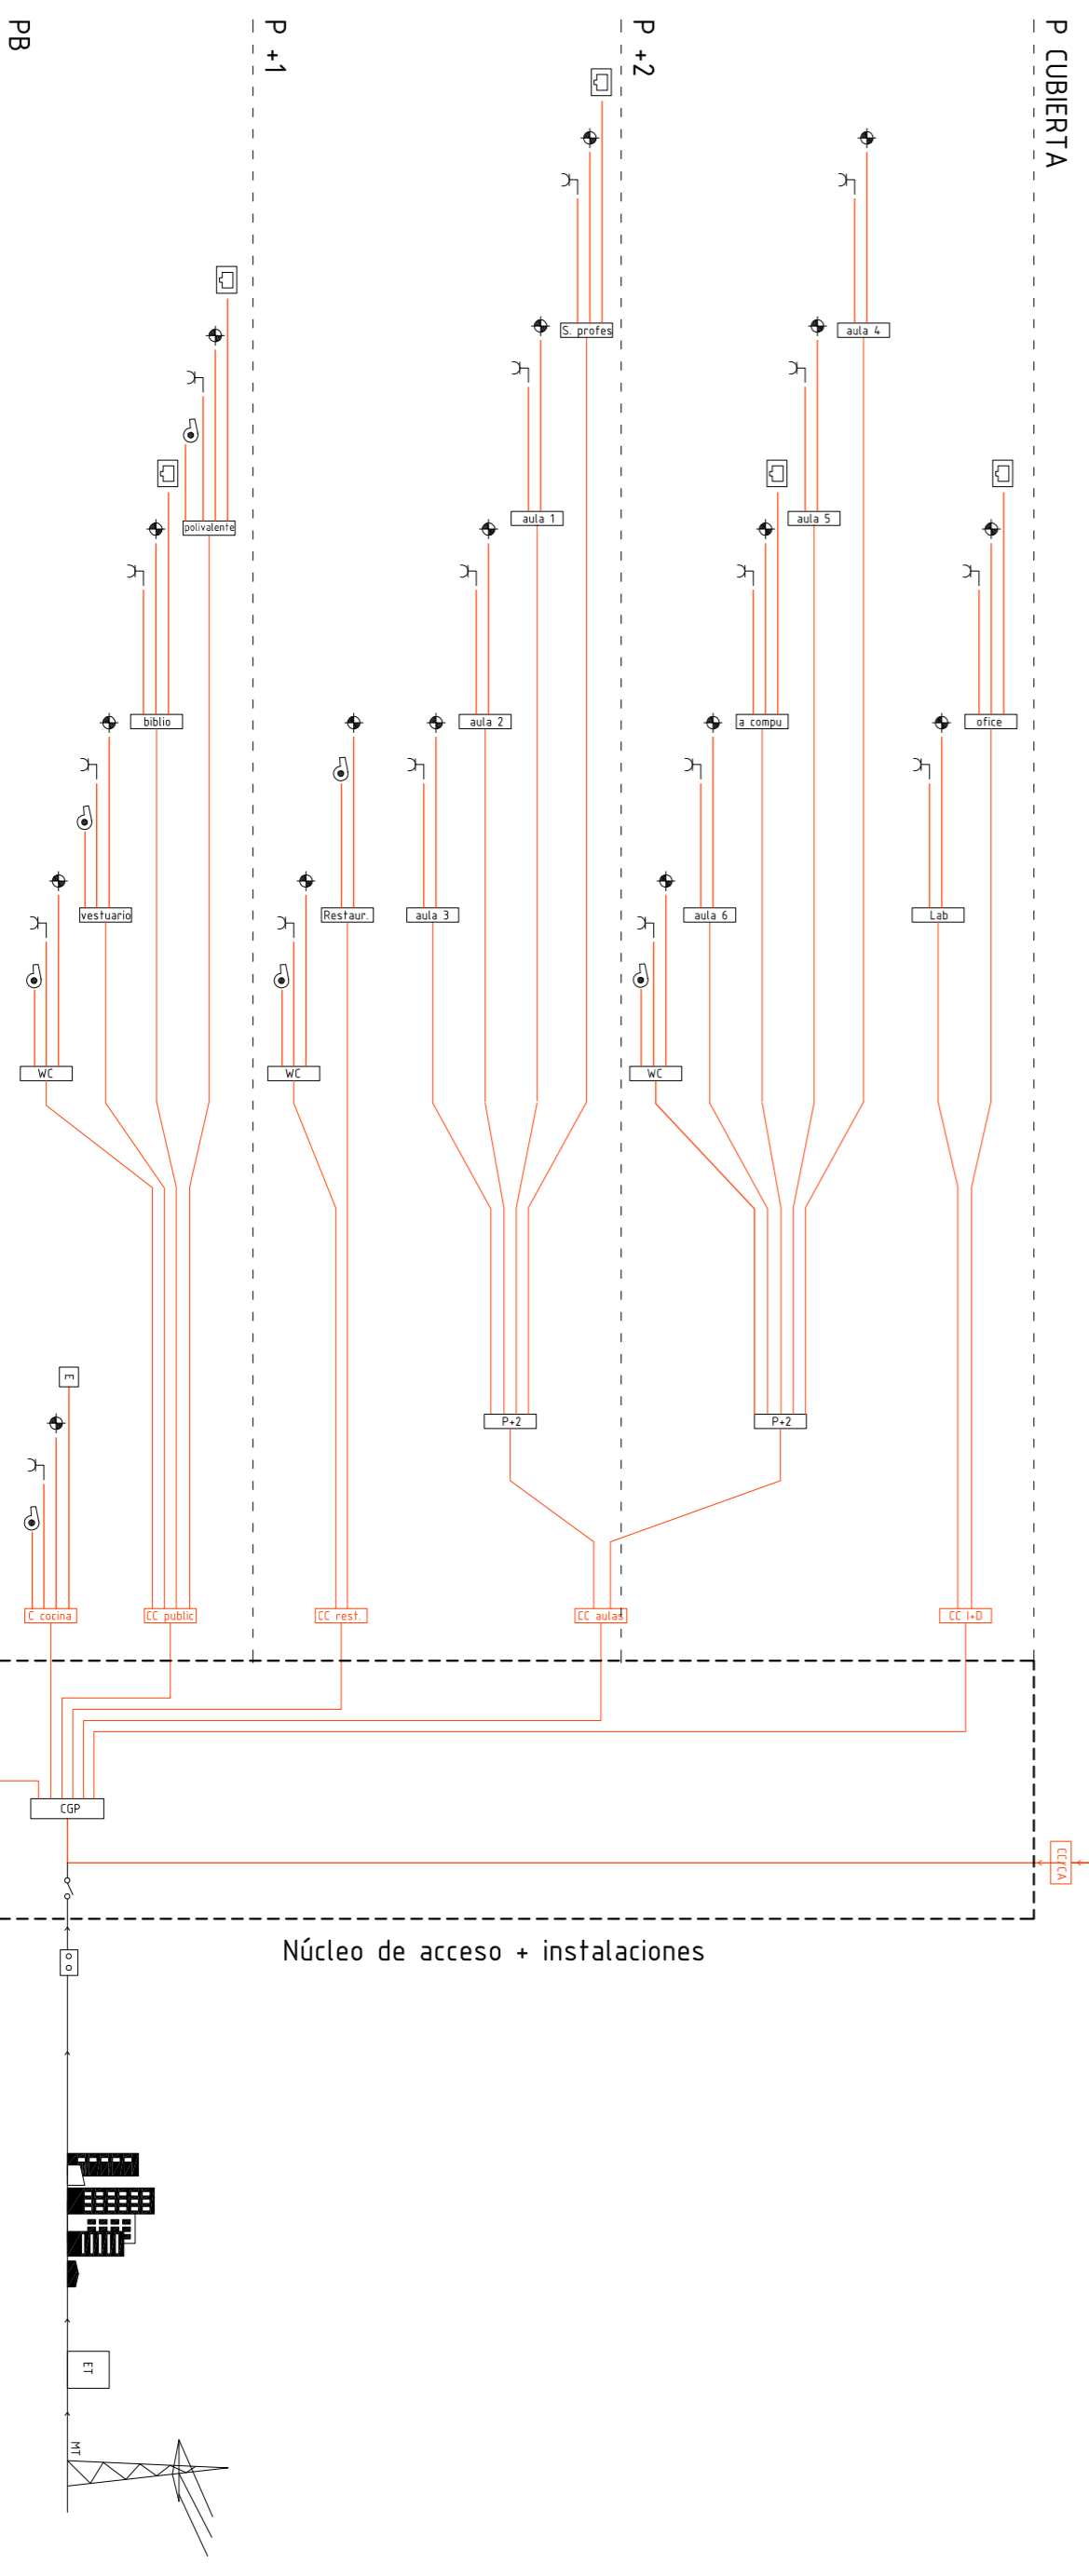 PB
P +1
P +2
P CUBIERTA
S. profes
aula 4
aula 1
aula 5
polivalente
biblio
aula 2
a compu
ofice
vestuario
Restaur.
aula 3
aula 6
Lab
WC
WC
WC
E
P+2
P+2
C cocina
CC public
CC rest.
CC aulas
CC I+D
CGP
CC/CA
Núcleo de acceso + instalaciones
ET
MT